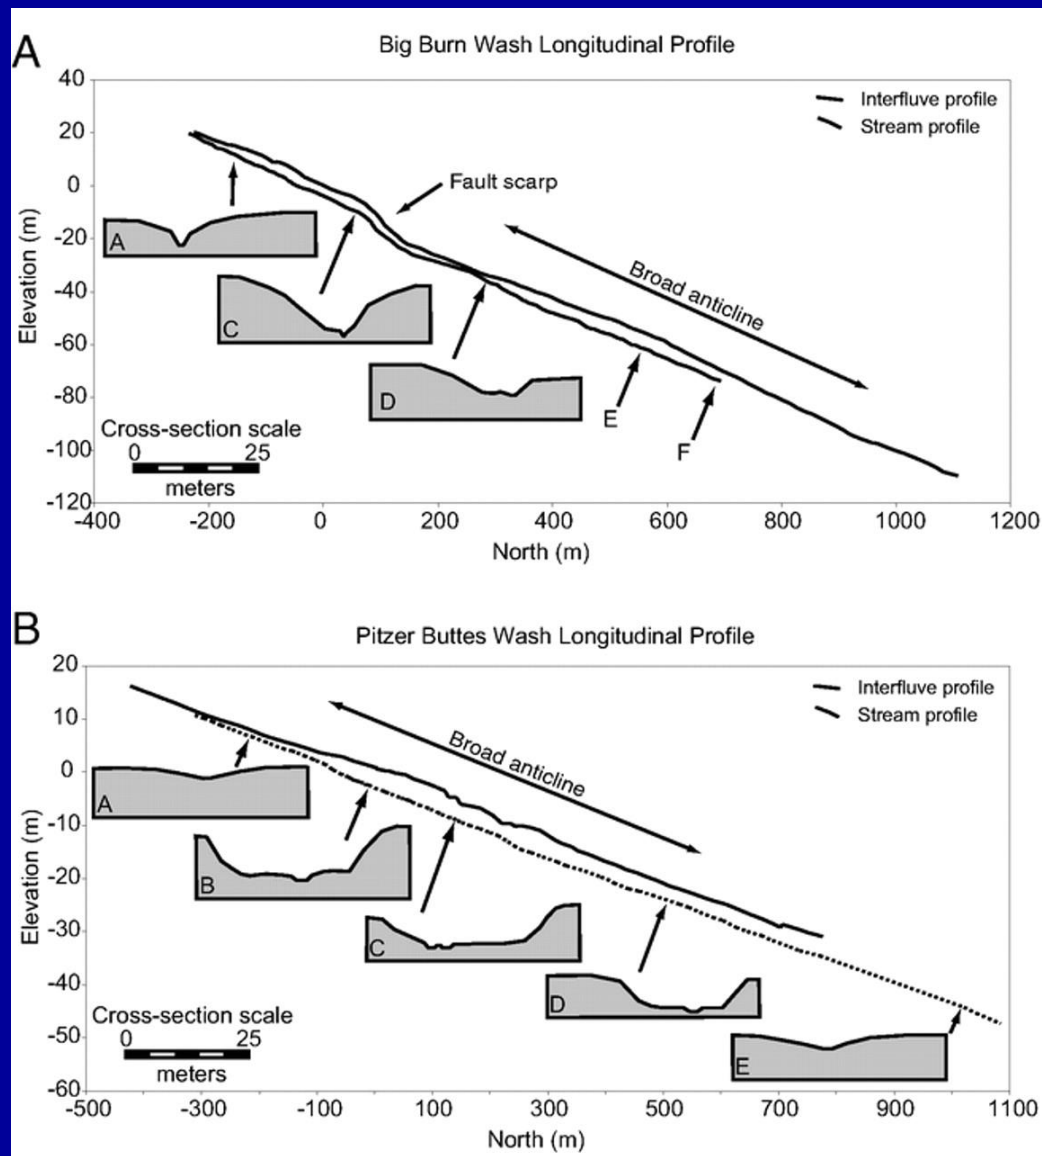 A
Big Burn Wash Longitudinal Profile
40
20
0
-20
-40
-60
-80
-100
-120
Elevation (m)
Interfluve profile
Stream profile
Fault scarp
Broad anticline
A
C
D
E
F
Cross-section scale
0 25
meters
-400 -200 0 200 400 600 800 1000 1200
North (m)
B
Pitzer Buttes Wash Longitudinal Profile
20
10
0
-10
-20
-30
-40
-50
-60
Elevation (m)
Interfluve profile
Stream profile
Broad anticline
A
B
C
D
E
Cross-section scale
0 25
meters
-500 -300 -100 100 300 500 700 900 1100
North (m)